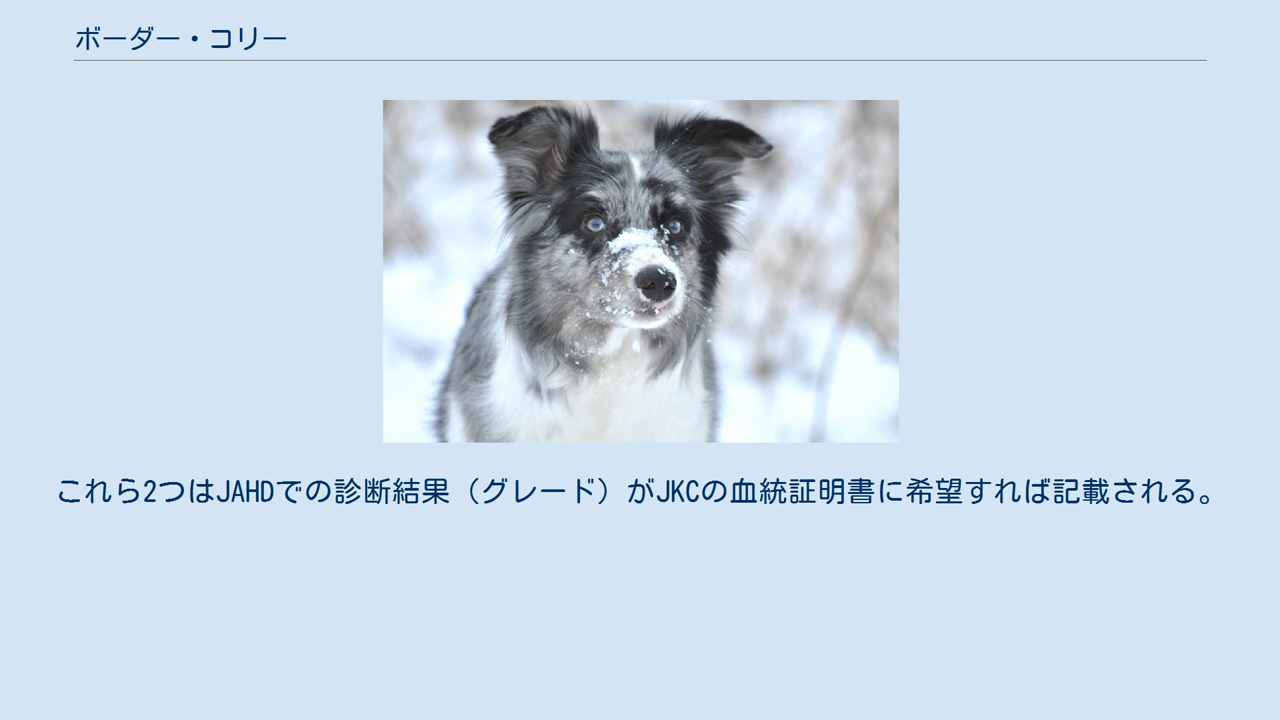 ボーダー・コリー
これら2つはJAHDでの診断結果（グレード）がJKCの血統証明書に希望すれば記載される。